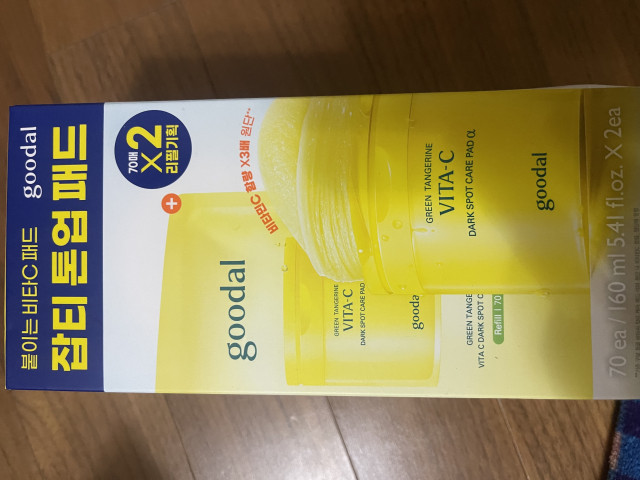 goodal
붙이는 비타C 패드
잡티 톤업 패드
70매
X2
리필기획
비타민C 함량 X3배 원단**
GREEN TANGERINE
VITA-C
DARK SPOT CARE PAD α
goodal
goodal
GREEN TANGERINE
VITA-C
DARK SPOT CARE PAD
goodal
GREEN TANGE
VITA C DARK SPOT C
Refill | 70
70 ea / 160 ml 5.41 fl.oz. X 2ea